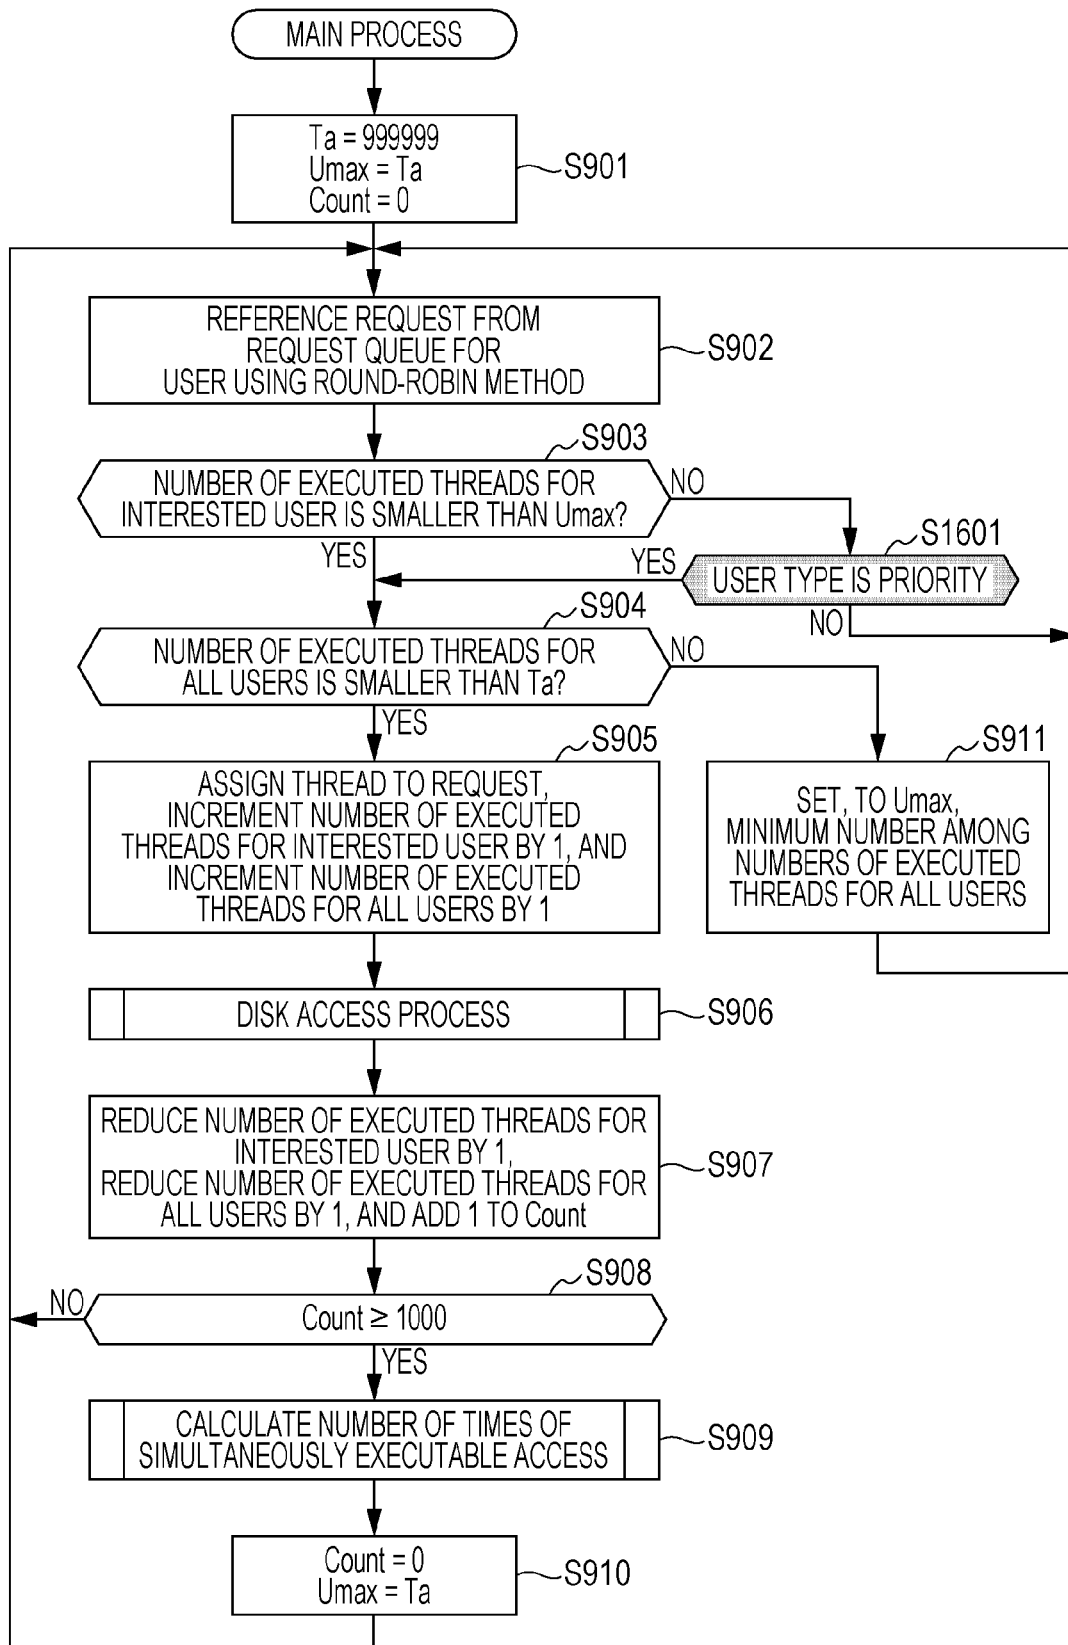 MAIN PROCESS
Ta = 999999
Umax = Ta
Count = 0
S901
REFERENCE REQUEST FROM
REQUEST QUEUE FOR
USER USING ROUND-ROBIN METHOD
S902
S903
NUMBER OF EXECUTED THREADS FOR
INTERESTED USER IS SMALLER THAN Umax?
NO
YES
S1601
USER TYPE IS PRIORITY
YES
NO
S904
NUMBER OF EXECUTED THREADS FOR
ALL USERS IS SMALLER THAN Ta?
NO
YES
S905
ASSIGN THREAD TO REQUEST,
INCREMENT NUMBER OF EXECUTED
THREADS FOR INTERESTED USER BY 1, AND
INCREMENT NUMBER OF EXECUTED
THREADS FOR ALL USERS BY 1
S911
SET, TO Umax,
MINIMUM NUMBER AMONG
NUMBERS OF EXECUTED
THREADS FOR ALL USERS
DISK ACCESS PROCESS
S906
REDUCE NUMBER OF EXECUTED THREADS FOR
INTERESTED USER BY 1,
REDUCE NUMBER OF EXECUTED THREADS FOR
ALL USERS BY 1, AND ADD 1 TO Count
S907
S908
Count ≥ 1000
NO
YES
CALCULATE NUMBER OF TIMES OF
SIMULTANEOUSLY EXECUTABLE ACCESS
S909
Count = 0
Umax = Ta
S910